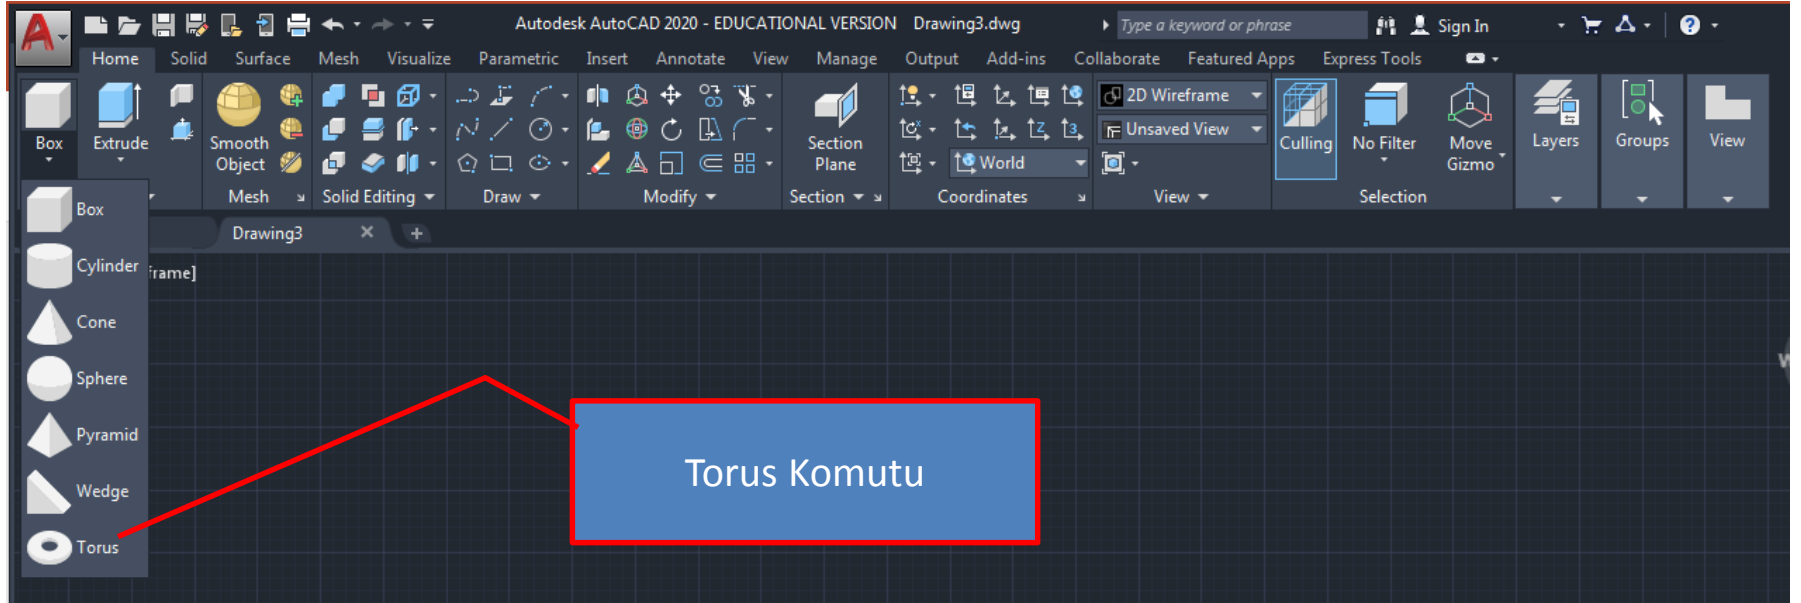 Autodesk AutoCAD 2020 - EDUCATIONAL VERSION Drawing3.dwg
Type a keyword or phrase
Sign In
Home Solid Surface Mesh Visualize Parametric Insert Annotate View Manage Output Add-ins Collaborate Featured Apps Express Tools
Box
Extrude
Smooth
Object
Section
Plane
2D Wireframe
Unsaved View
World
Culling
No Filter
Move
Gizmo
Layers
Groups
View
Mesh
Solid Editing
Draw
Modify
Section
Coordinates
View
Selection
Drawing3
frame]
Box
Cylinder
Cone
Sphere
Pyramid
Wedge
Torus
Torus Komutu
W